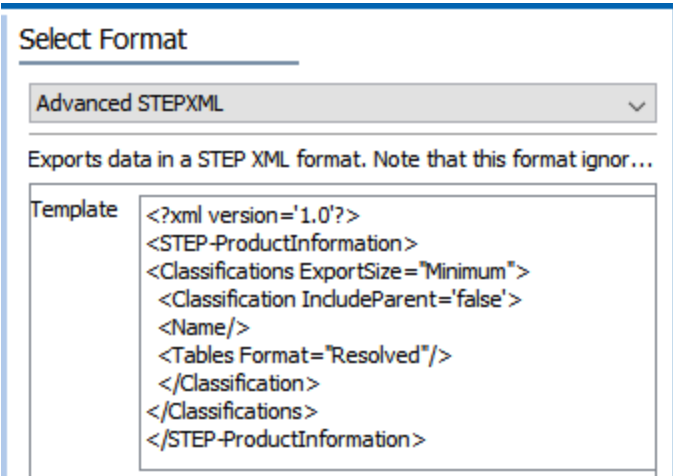 Select Format
Advanced STEPXML
Exports data in a STEP XML format. Note that this format ignor...
Template
<?xml version='1.0'?>
<STEP-ProductInformation>
<Classifications ExportSize="Minimum">
<Classification IncludeParent='false'>
<Name/>
<Tables Format="Resolved"/>
</Classification>
</Classifications>
</STEP-ProductInformation>